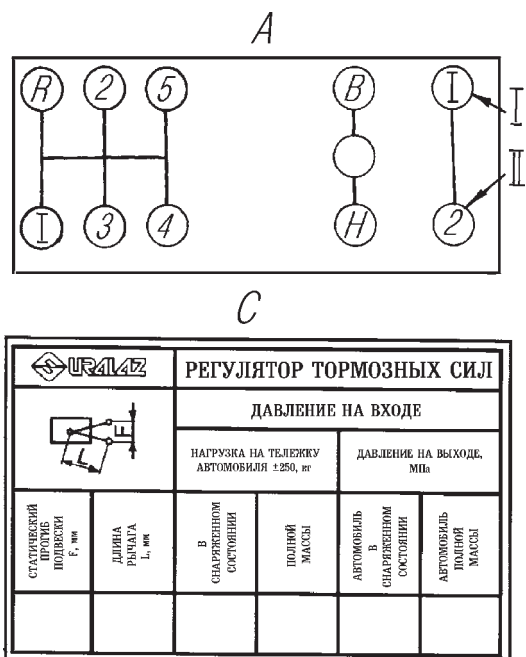 A
R 2 5 B I I
II
I 3 4 H 2
C
URALAZ
РЕГУЛЯТОР ТОРМОЗНЫХ СИЛ
ДАВЛЕНИЕ НА ВХОДЕ
F
L
НАГРУЗКА НА ТЕЛЕЖКУ
АВТОМОБИЛЯ ±250, кг
ДАВЛЕНИЕ НА ВЫХОДЕ,
МПа
СТАТИЧЕСКИЙ
ПРОГИБ
ПОДВЕСКИ
F, мм
ДЛИНА
РЫЧАГА
L, мм
В
СНАРЯЖЕННОМ
СОСТОЯНИИ
ПОЛНОЙ
МАССЫ
АВТОМОБИЛЬ
В
СНАРЯЖЕННОМ
СОСТОЯНИИ
АВТОМОБИЛЬ
ПОЛНОЙ
МАССЫ